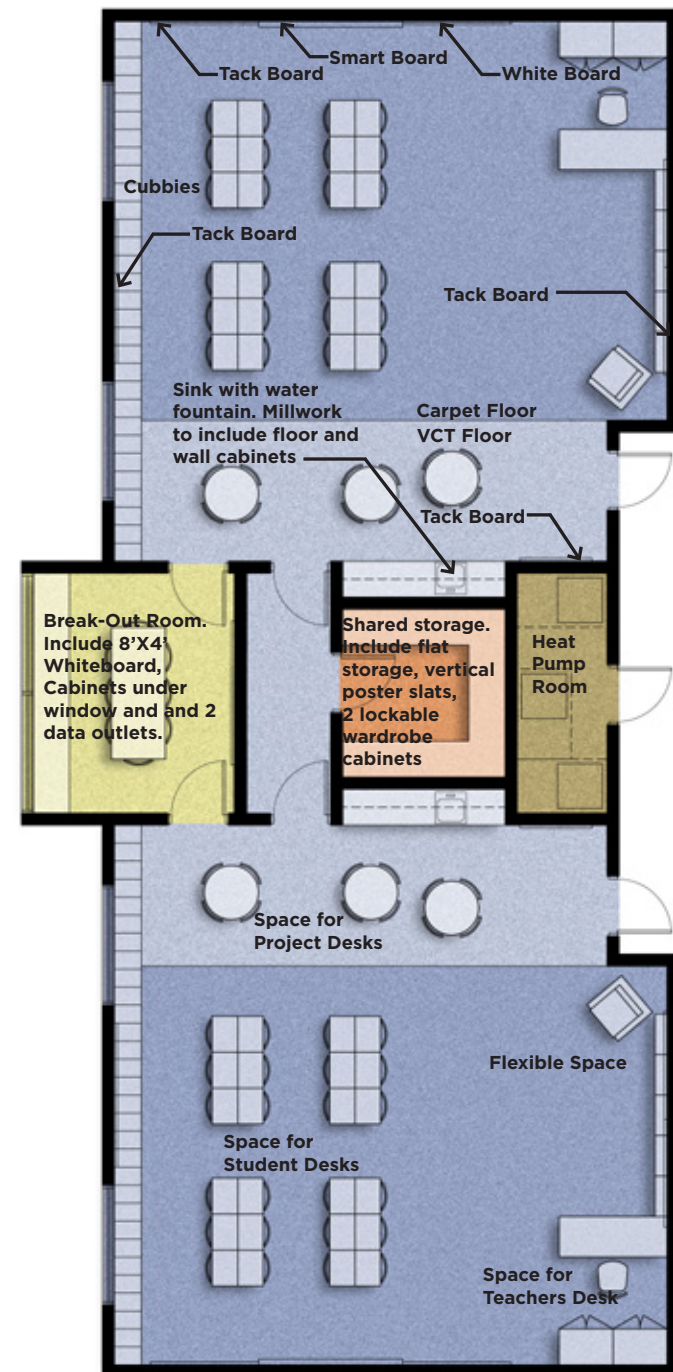 Tack Board
Smart Board
White Board
Cubbies
Tack Board
Tack Board
Sink with water
fountain. Millwork
to include floor and
wall cabinets
Carpet Floor
VCT Floor
Tack Board
Break-Out Room.
Include 8’X4’
Whiteboard,
Cabinets under
window and and 2
data outlets.
Shared storage.
Include flat
storage, vertical
poster slats,
2 lockable
wardrobe
cabinets
Heat
Pump
Room
Space for
Project Desks
Flexible Space
Space for
Student Desks
Space for
Teachers Desk